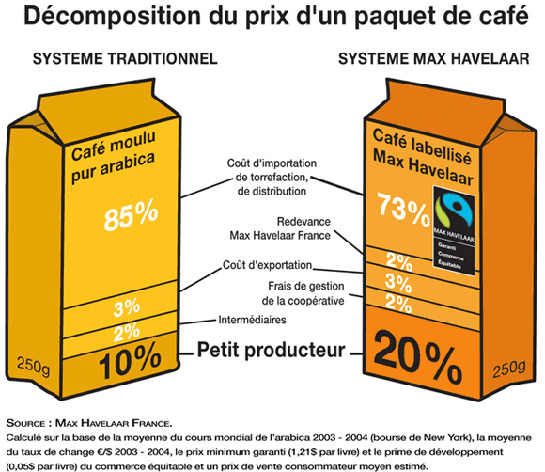 Décomposition du prix d'un paquet de café
SYSTEME TRADITIONNEL
SYSTEME MAX HAVELAAR
Café moulu
pur arabica
85%
3%
2%
10%
250g
Coût d'importation
de torrefaction,
de distribution
Redevance
Max Havelaar France
Coût d'exportation
Frais de gestion
de la coopérative
Intermédiaires
Petit producteur
Café labellisé
Max Havelaar
73%
MAX HAVELAAR
Garanti
Commerce
Équitable
2%
3%
2%
20%
250g
SOURCE : MAX HAVELAAR FRANCE.
Calculé sur la base de la moyenne du cours mondial de l'arabica 2003 - 2004 (bourse de New York), la moyenne
du taux de change €/$ 2003 - 2004, le prix minimum garanti (1,21$ par livre) et le prime de développement
(0,05$ par livre) du commerce équitable et un prix de vente consommateur moyen estimé.